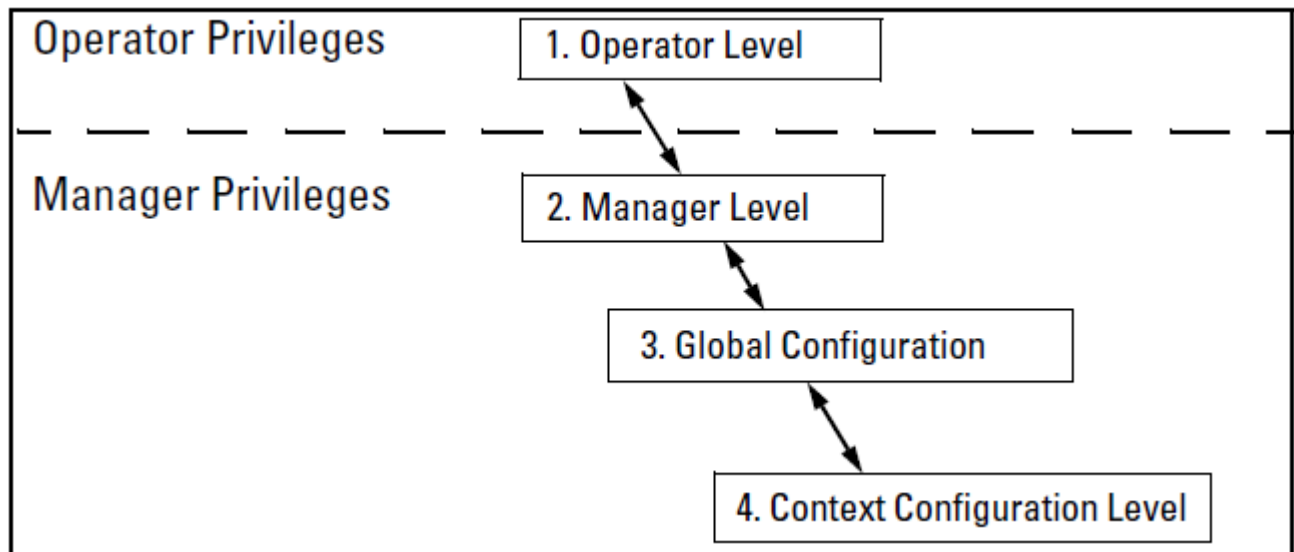 Operator Privileges
1. Operator Level
Manager Privileges
2. Manager Level
3. Global Configuration
4. Context Configuration Level